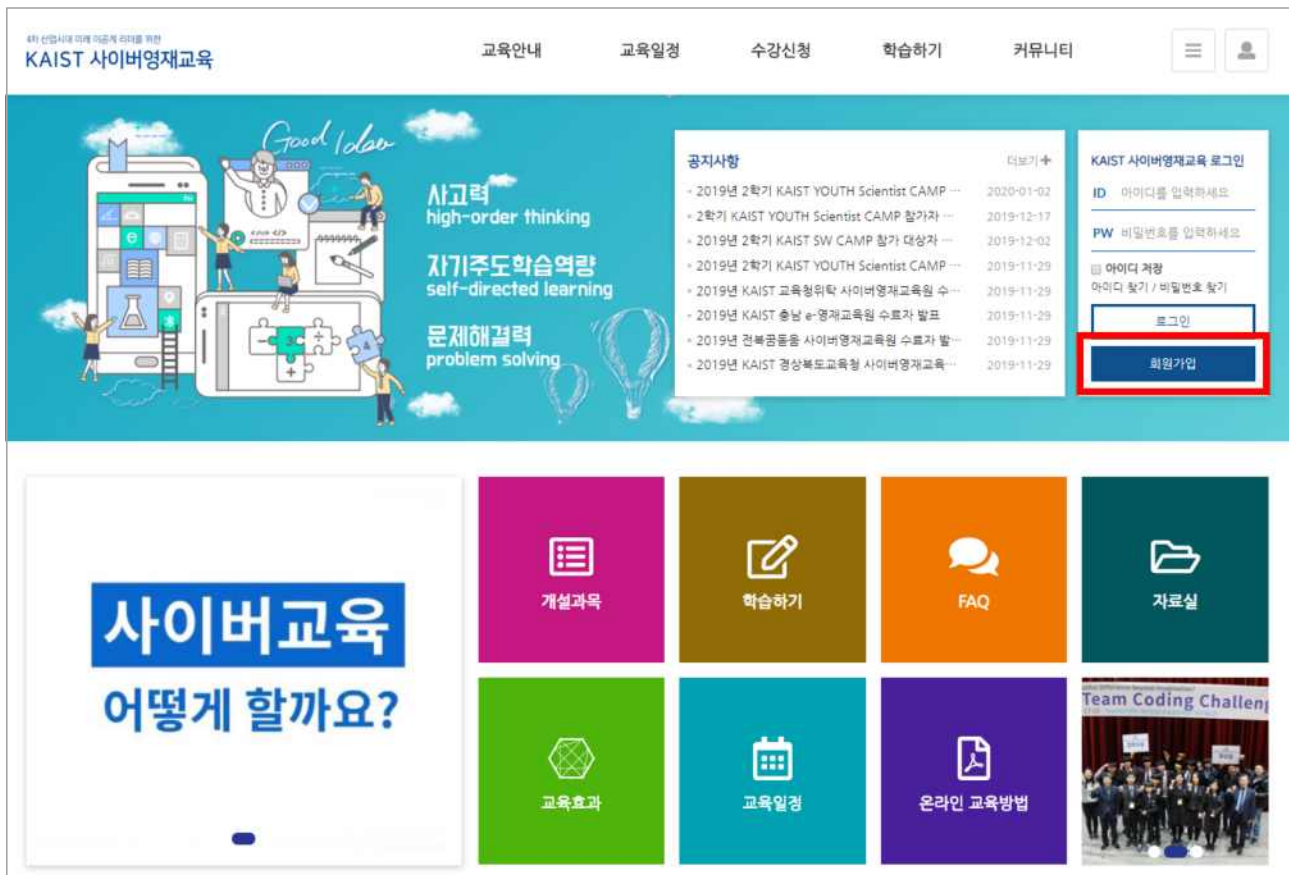 4차 산업시대 미래 이공계 리더를 위한
KAIST 사이버영재교육
교육안내
교육일정
수강신청
학습하기
커뮤니티
Good Idea
사고력
high-order thinking
자기주도학습역량
self-directed learning
문제해결력
problem solving
공지사항
더보기+
2019년 2학기 KAIST YOUTH Scientist CAMP ··· 2020-01-02
2학기 KAIST YOUTH Scientist CAMP 참가자 ··· 2019-12-17
2019년 2학기 KAIST SW CAMP 참가 대상자 ··· 2019-12-02
2019년 2학기 KAIST YOUTH Scientist CAMP ··· 2019-11-29
2019년 KAIST 교육청위탁 사이버영재교육원 수··· 2019-11-29
2019년 KAIST 충남 e-영재교육원 수료자 발표 2019-11-29
2019년 전북꿈돋움 사이버영재교육원 수료자 발··· 2019-11-29
2019년 KAIST 경상북도교육청 사이버영재교육··· 2019-11-29
KAIST 사이버영재교육 로그인
ID 아이디를 입력하세요
PW 비밀번호를 입력하세요
아이디 저장
아이디 찾기 / 비밀번호 찾기
로그인
회원가입
사이버교육
어떻게 할까요?
개설과목
학습하기
FAQ
자료실
교육효과
교육일정
온라인 교육방법
Team Coding Challeng